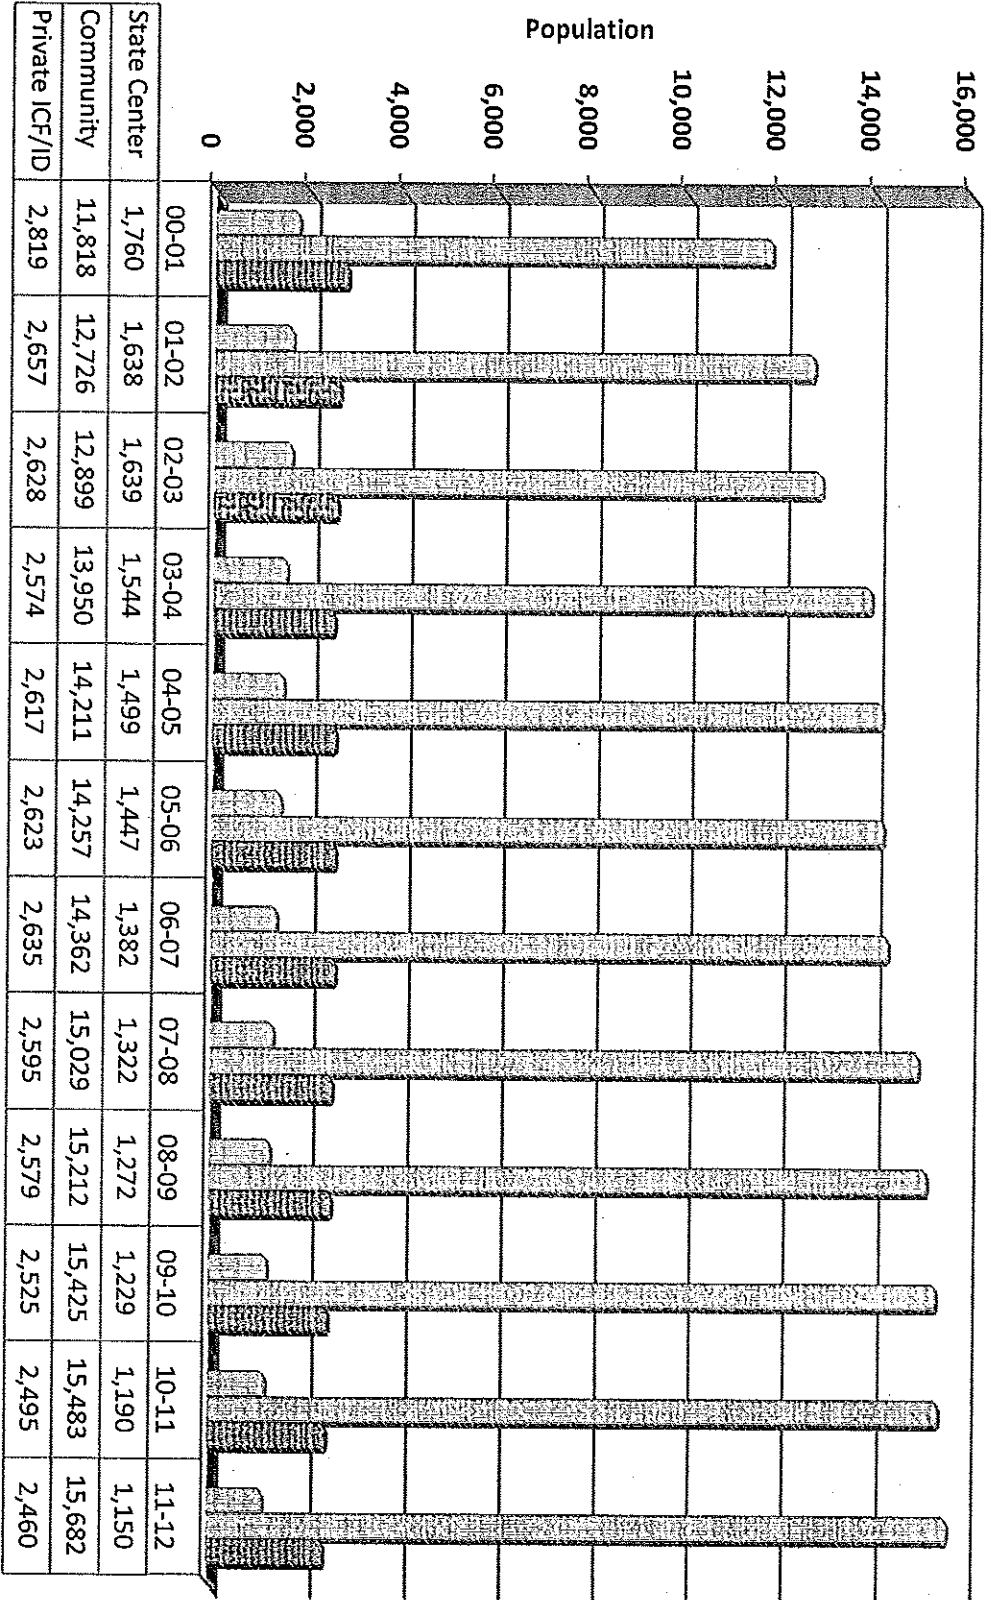 Population
16,000
14,000
12,000
10,000
8,000
6,000
4,000
2,000
0
00-01 01-02 02-03 03-04 04-05 05-06 06-07 07-08 08-09 09-10 10-11 11-12
State Center 1,760 1,638 1,639 1,544 1,499 1,447 1,382 1,322 1,272 1,229 1,190 1,150
Community 11,818 12,726 12,899 13,950 14,211 14,257 14,362 15,029 15,212 15,425 15,483 15,682
Private ICF/ID 2,819 2,657 2,628 2,574 2,617 2,623 2,635 2,595 2,579 2,525 2,495 2,460